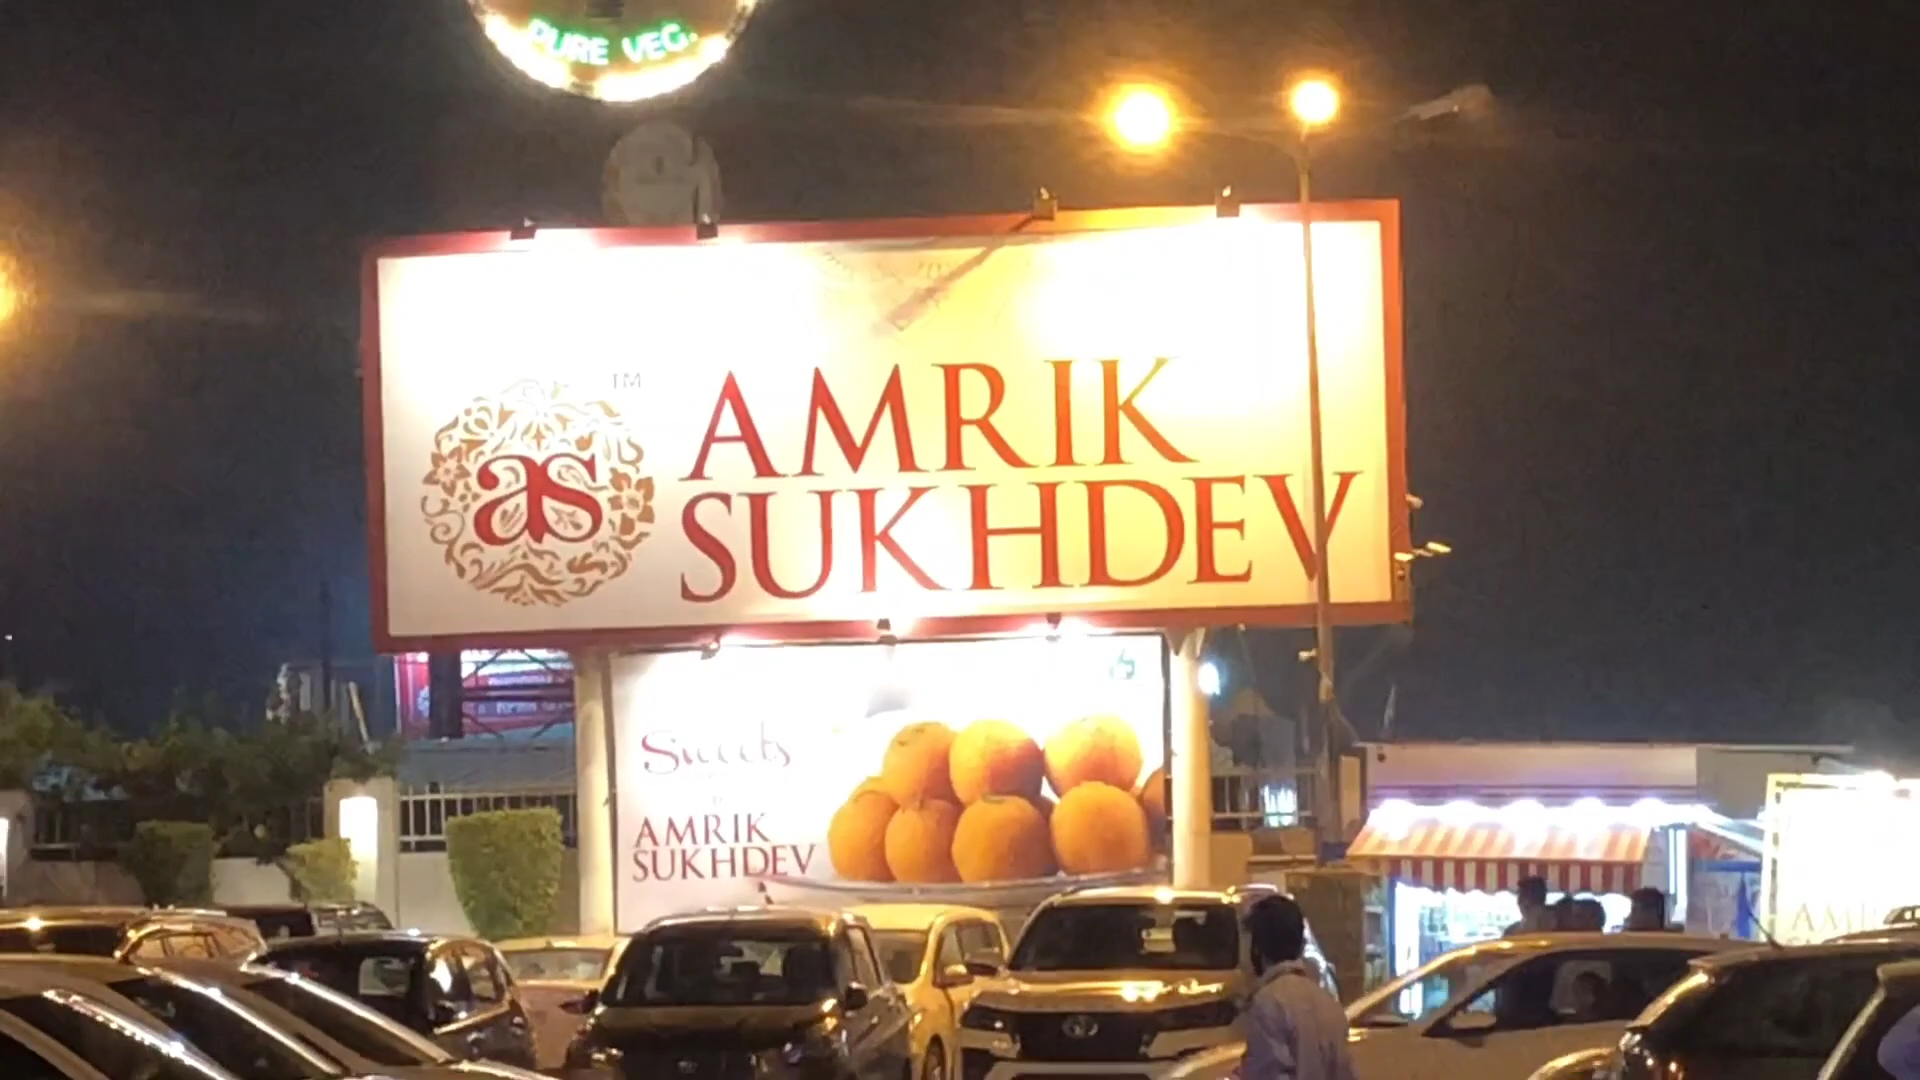 PURE VEG.
TM
as
AMRIK
SUKHDEV
Sweets
AMRIK
SUKHDEV